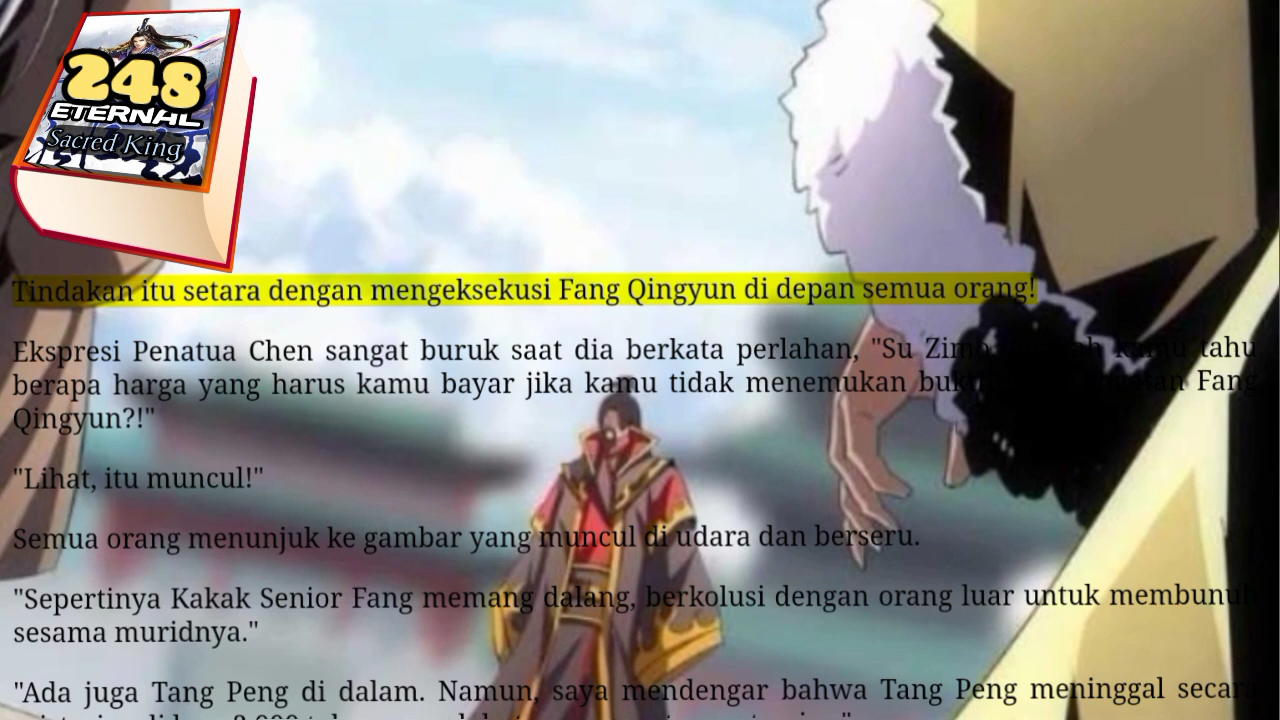 248
ETERNAL
Sacred King
Tindakan itu setara dengan mengeksekusi Fang Qingyun di depan semua orang!
Ekspresi Penatua Chen sangat buruk saat dia berkata perlahan, "Su kamu tahu
berapa harga yang harus kamu bayar jika kamu tidak menemukan Fang
Qingyun?!"
"Lihat, itu muncul!"
Semua orang menunjuk ke gambar yang muncul di udara dan berseru.
"Sepertinya Kakak Senior Fang memang dalang, berkolusi dengan orang luar untuk membunuh
sesama muridnya."
"Ada juga Tang Peng di dalam. Namun, saya mendengar bahwa Tang Peng meninggal secara